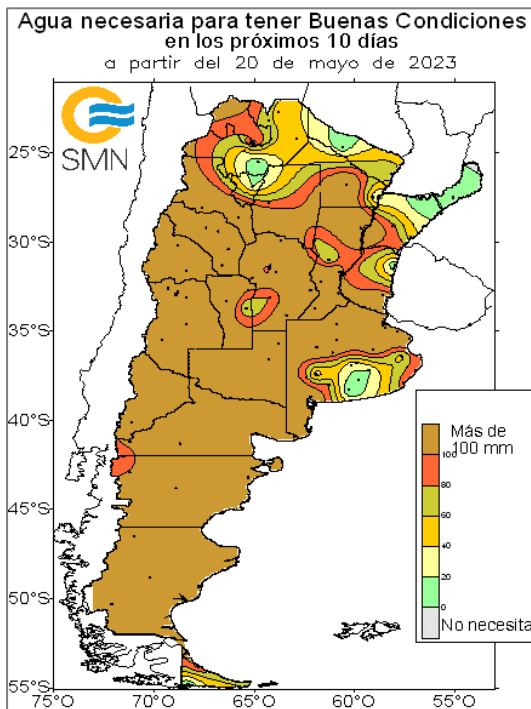 Agua necesaria para tener Buenas Condiciones
en los próximos 10 días
a partir del 20 de mayo de 2023
SMN
25°S
30°S
35°S
40°S
45°S
50°S
55°S
75°O
70°O
65°O
60°O
55°O
Más de
100 mm
100
80
60
40
20
0
No necesita